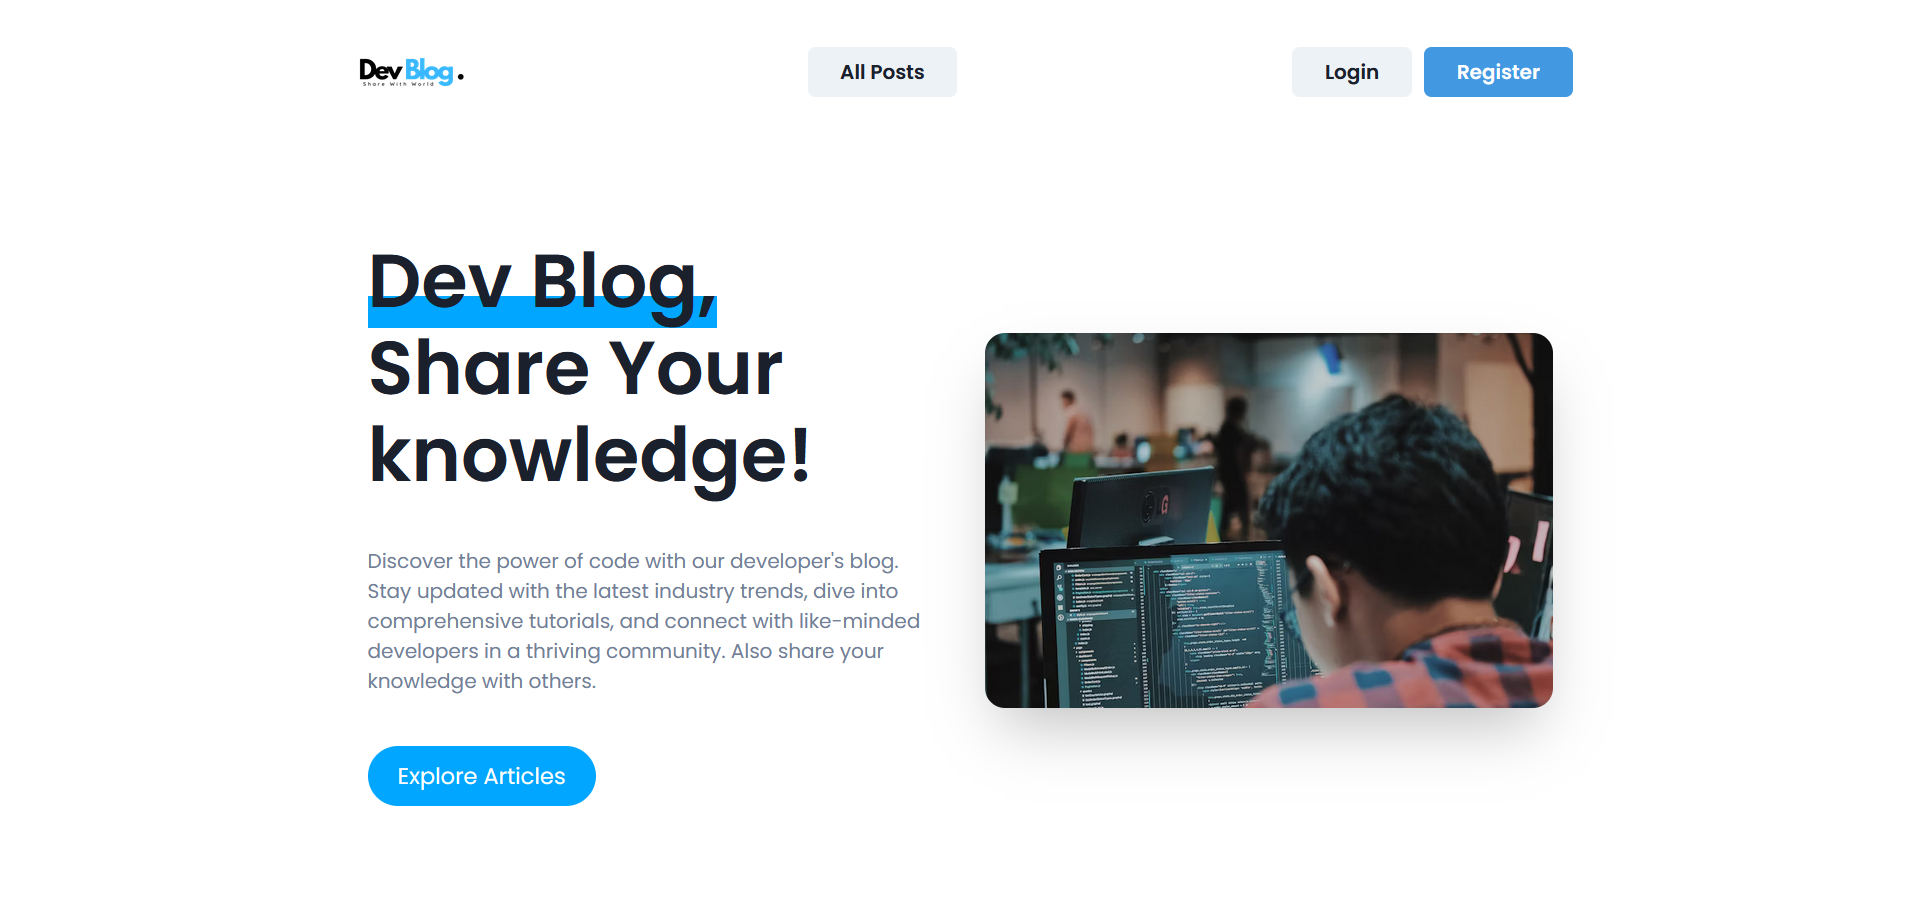 Dev Blog.
Share With World
All Posts
Login
Register
Dev Blog,
Share Your
knowledge!
Discover the power of code with our developer's blog.
Stay updated with the latest industry trends, dive into
comprehensive tutorials, and connect with like-minded
developers in a thriving community. Also share your
knowledge with others.
Explore Articles